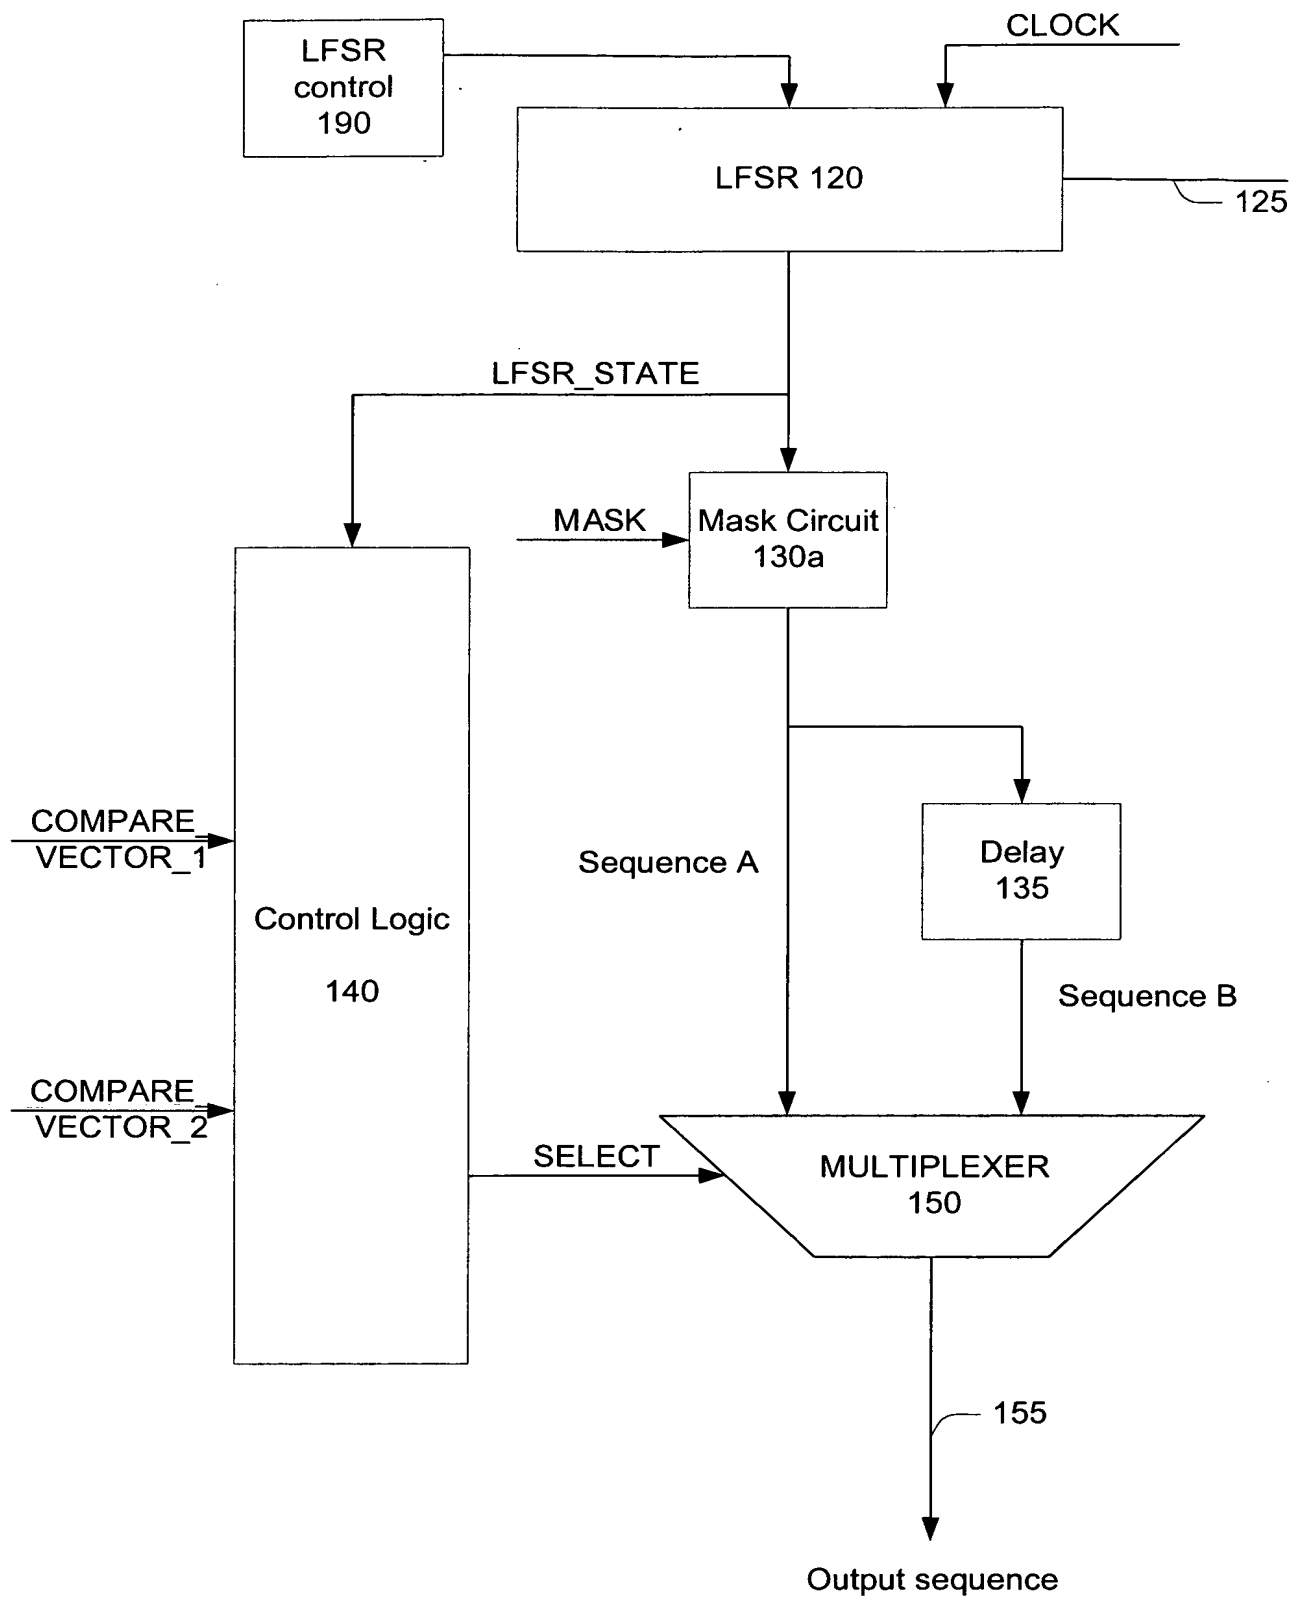 CLOCK
LFSR
control
190
LFSR 120
125
LFSR_STATE
MASK
Mask Circuit
130a
COMPARE_
VECTOR_1
Sequence A
Delay
135
Control Logic
140
Sequence B
COMPARE_
VECTOR_2
SELECT
MULTIPLEXER
150
155
Output sequence